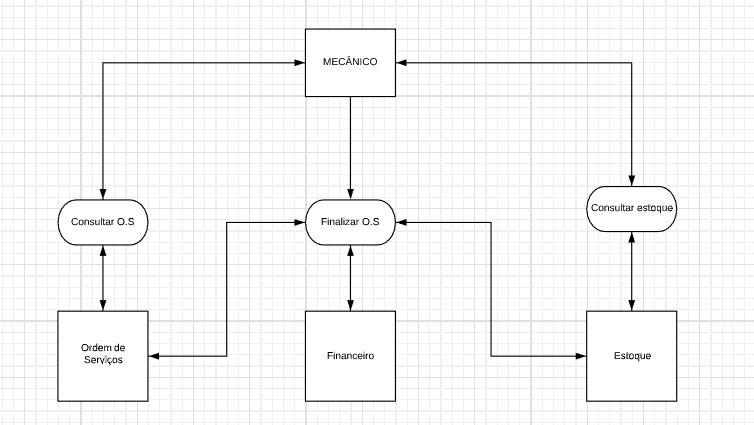 MECÂNICO
Consultar O.S
Finalizar O.S
Consultar estoque
Ordem de
Serviços
Financeiro
Estoque